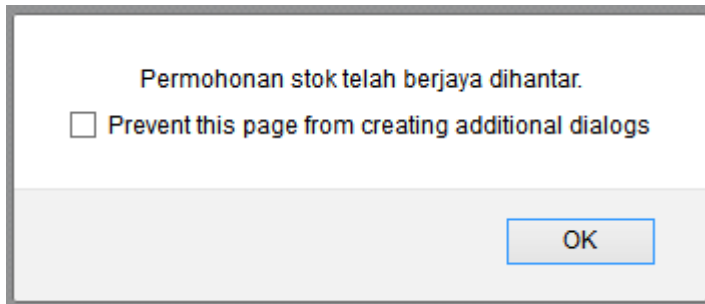 Permohonan stok telah berjaya dihantar.
Prevent this page from creating additional dialogs
OK